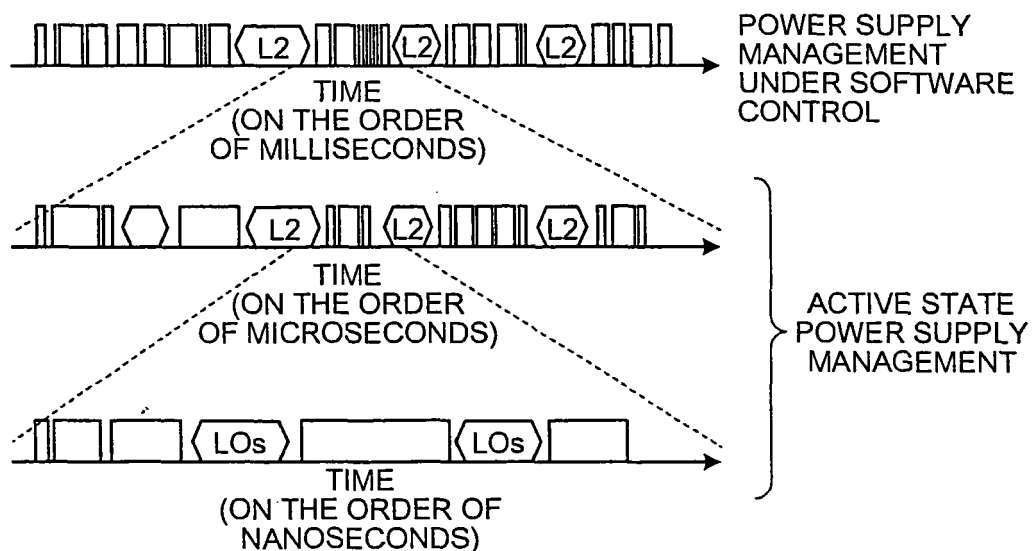 L2 L2 L2
POWER SUPPLY
MANAGEMENT
UNDER SOFTWARE
CONTROL
TIME
(ON THE ORDER
OF MILLISECONDS)
L2 L2 L2
TIME
(ON THE ORDER
OF MICROSECONDS)
ACTIVE STATE
POWER SUPPLY
MANAGEMENT
LOs LOs
TIME
(ON THE ORDER OF
NANOSECONDS)